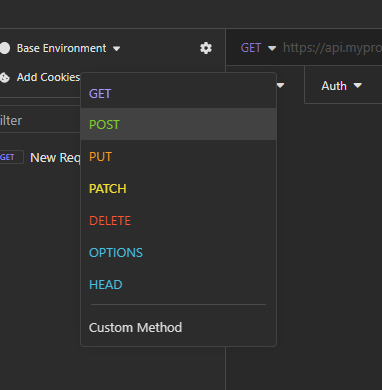 Base Environment
GET https://api.mypro
Add Cookies
Auth
GET
ilter
POST
GET New Req
PUT
PATCH
DELETE
OPTIONS
HEAD
Custom Method